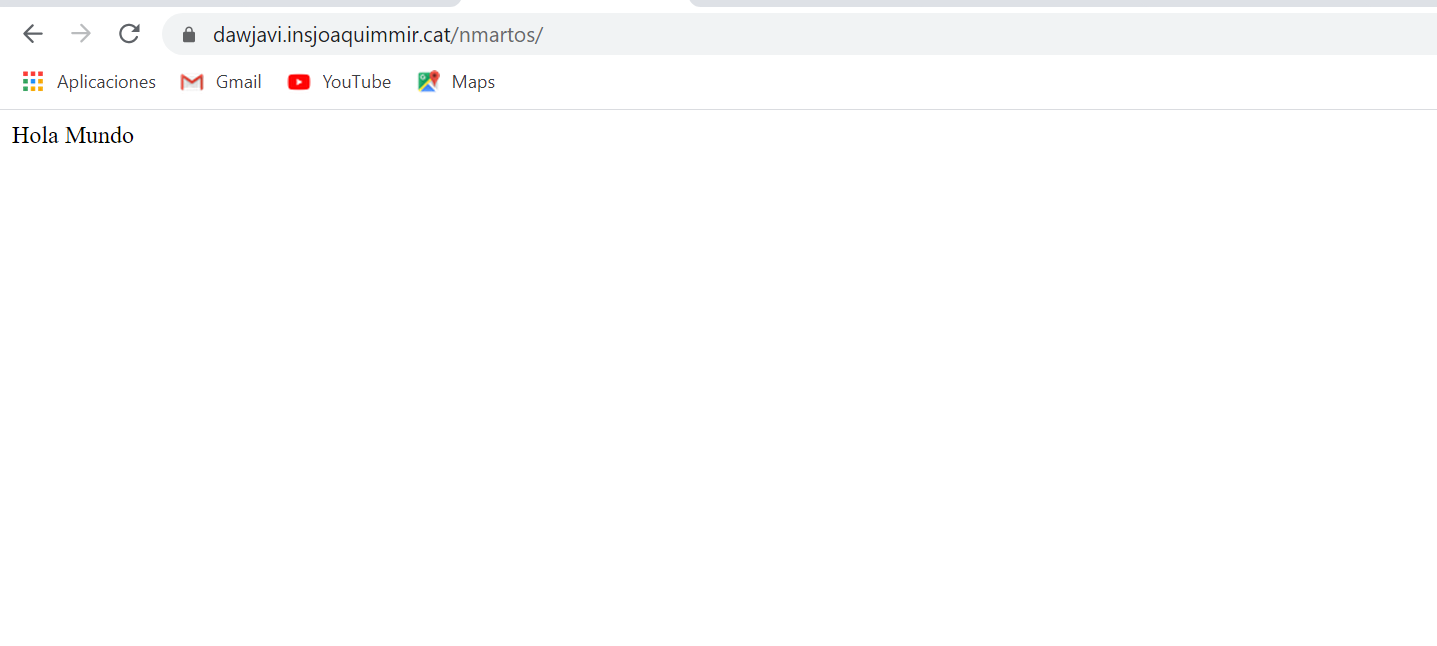 dawjavi.insjoaquimmir.cat/nmartos/
Aplicaciones Gmail YouTube Maps
Hola Mundo